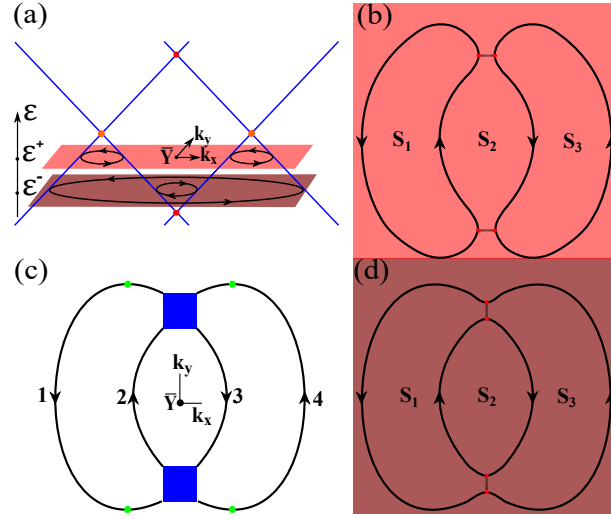 (a)
ε
ε⁺
ε⁻
Ȳ
k_y
k_x
(b)
S₁ S₂ S₃
(c)
1 2 3 4
k_y
Ȳ k_x
(d)
S₁ S₂ S₃